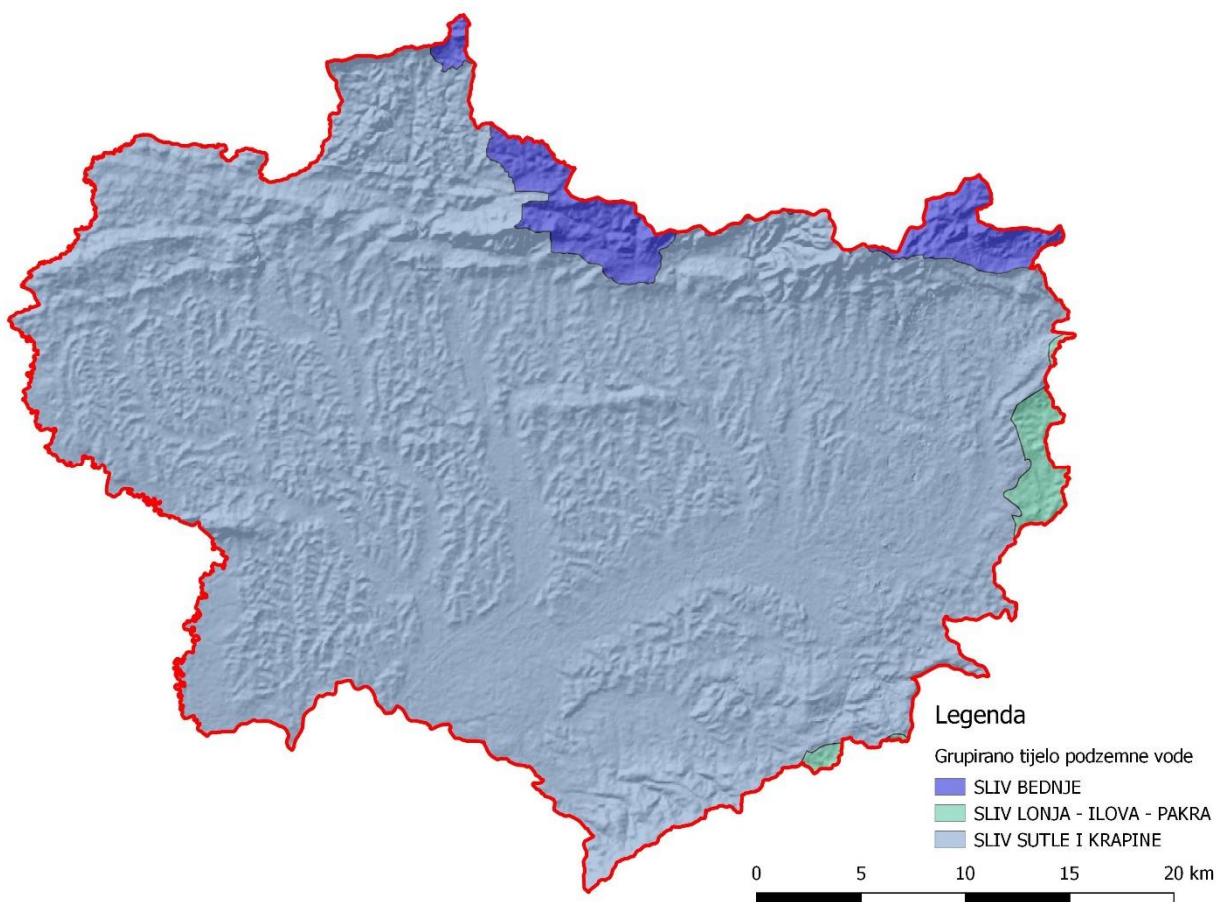 Legenda
Grupirano tijelo podzemne vode
SLIV BEDNJE
SLIV LONJA - ILOVA - PAKRA
SLIV SUTLE I KRAPINE
0 5 10 15 20 km